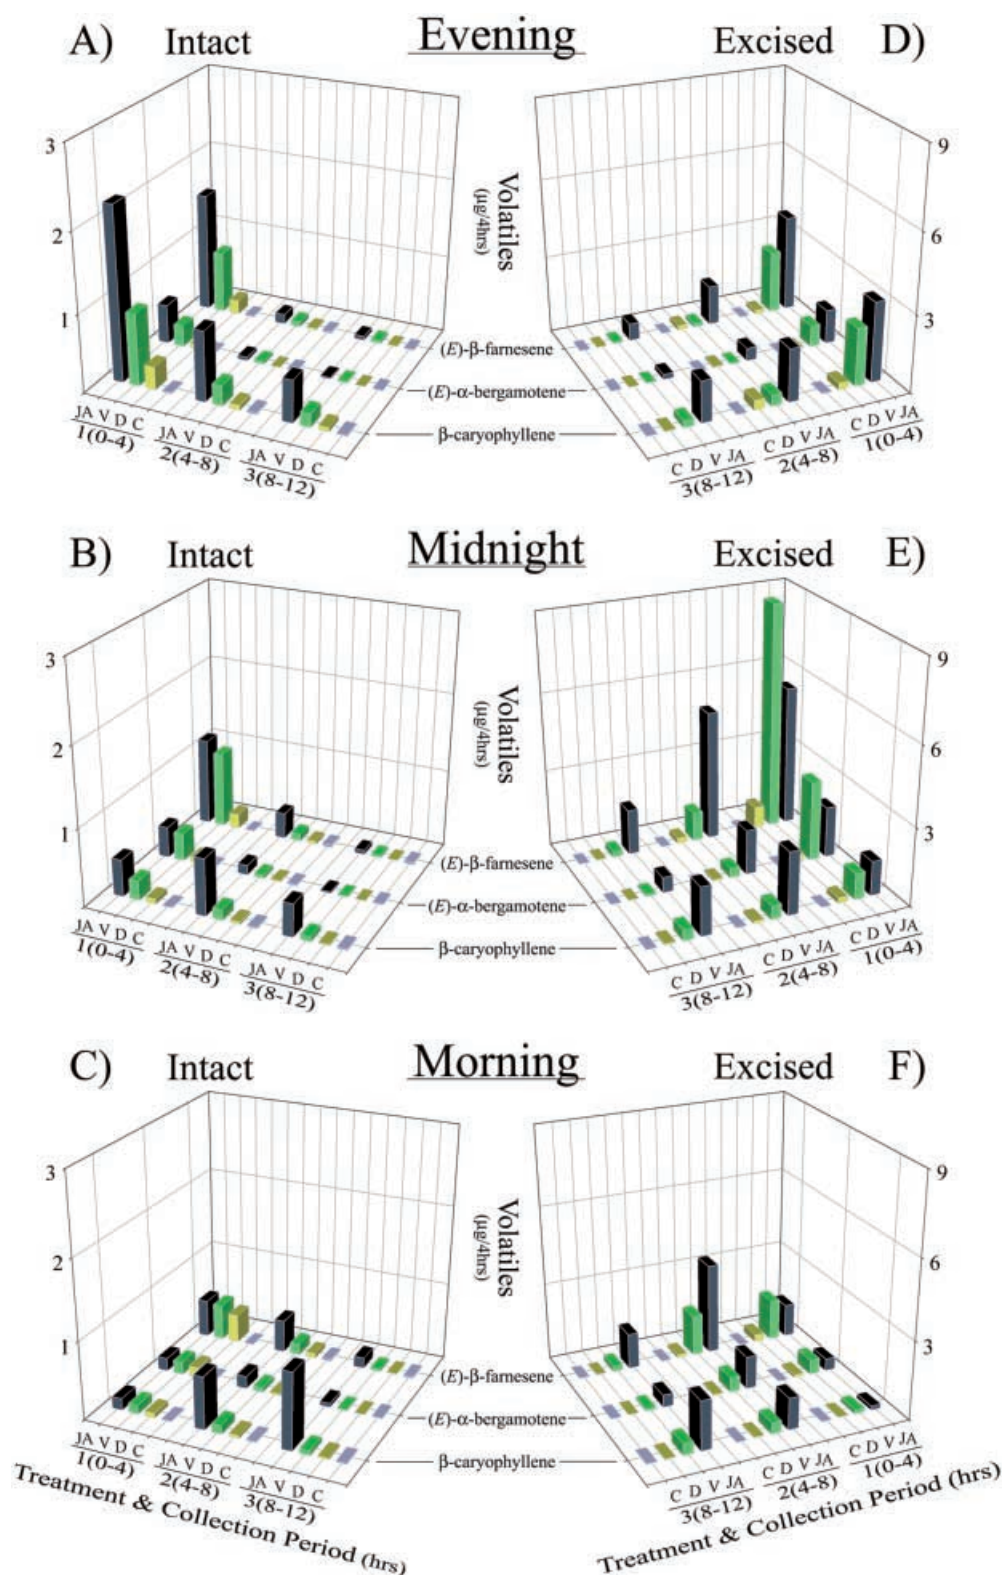 A) Intact Evening Excised D)
3 9
Volatiles
(µg/4hrs)
2 6
1 3
(E)-β-farnesene
(E)-α-bergamotene
β-caryophyllene
JA V D C JA V D C JA V D C C D V JA C D V JA C D V JA
1(0-4) 2(4-8) 3(8-12) 3(8-12) 2(4-8) 1(0-4)
B) Intact Midnight Excised E)
3 9
Volatiles
(µg/4hrs)
2 6
1 3
(E)-β-farnesene
(E)-α-bergamotene
β-caryophyllene
JA V D C JA V D C JA V D C C D V JA C D V JA C D V JA
1(0-4) 2(4-8) 3(8-12) 3(8-12) 2(4-8) 1(0-4)
C) Intact Morning Excised F)
3 9
Volatiles
(µg/4hrs)
2 6
1 3
(E)-β-farnesene
(E)-α-bergamotene
β-caryophyllene
JA V D C JA V D C JA V D C C D V JA C D V JA C D V JA
1(0-4) 2(4-8) 3(8-12) 3(8-12) 2(4-8) 1(0-4)
Treatment & Collection Period (hrs) Treatment & Collection Period (hrs)